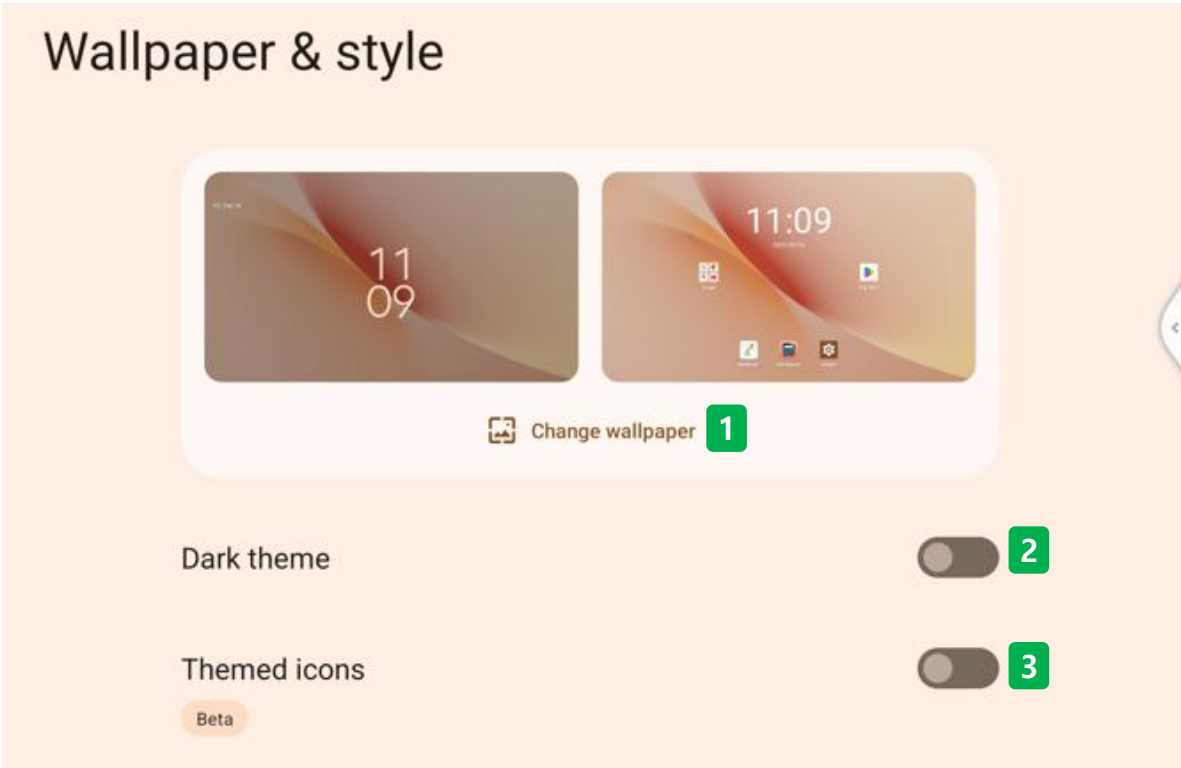 Wallpaper & style
11
09
11:09
Change wallpaper 1
Dark theme 2
Themed icons 3
Beta